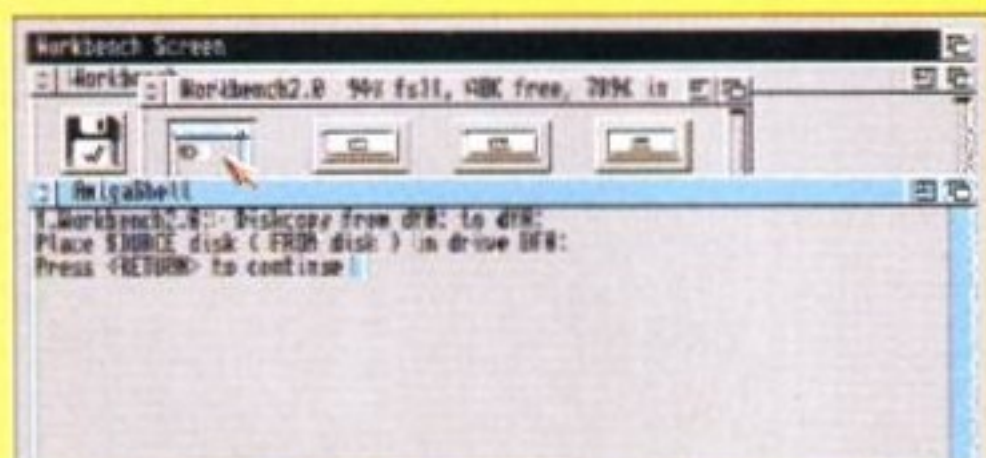 Workbench Screen
Workbench
Workbench2.0 94% full, 48K free, 789K in
AmigaShell
1.Workbench2.0:> Diskcopy from df0: to df0:
Place SOURCE disk ( FROM disk ) in drive DF0:
Press <RETURN> to continue